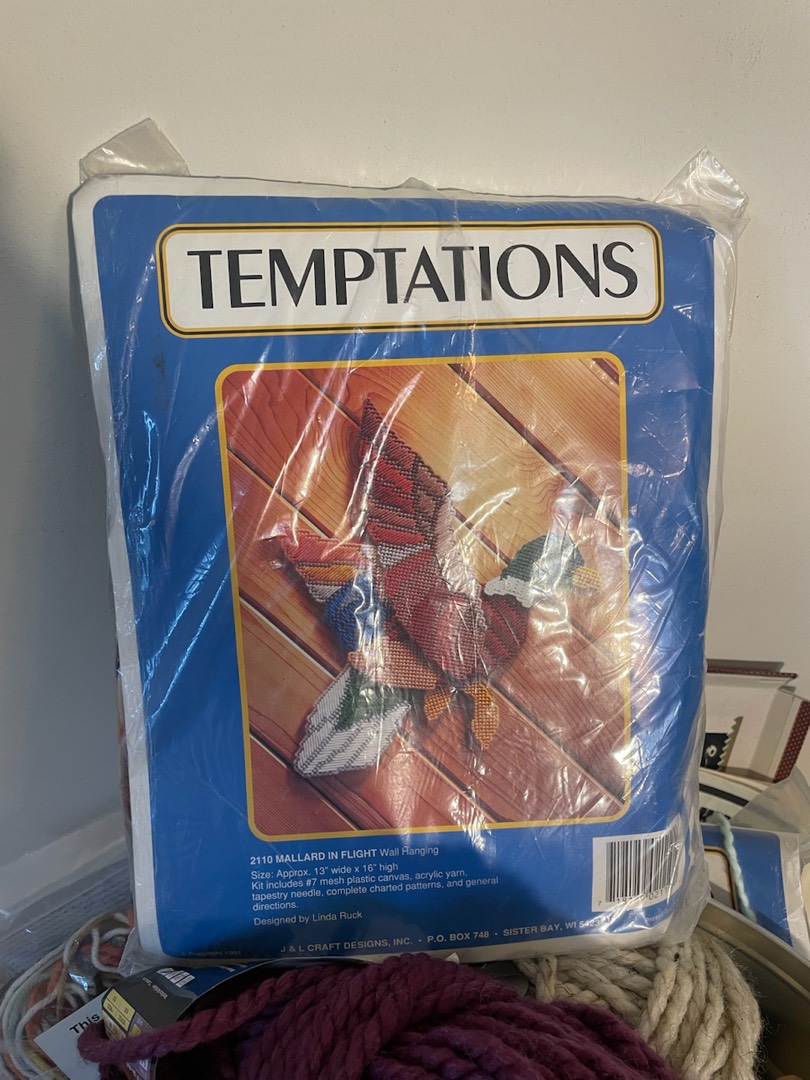 TEMPTATIONS
2110 MALLARD IN FLIGHT Wall Hanging
Size: Approx. 13" wide x 16" high
Kit includes #7 mesh plastic canvas, acrylic yarn,
tapestry needle, complete charted patterns, and general
directions.
Designed by Linda Ruck
J & L CRAFT DESIGNS, INC. • P.O. BOX 748 • SISTER BAY, WI
This